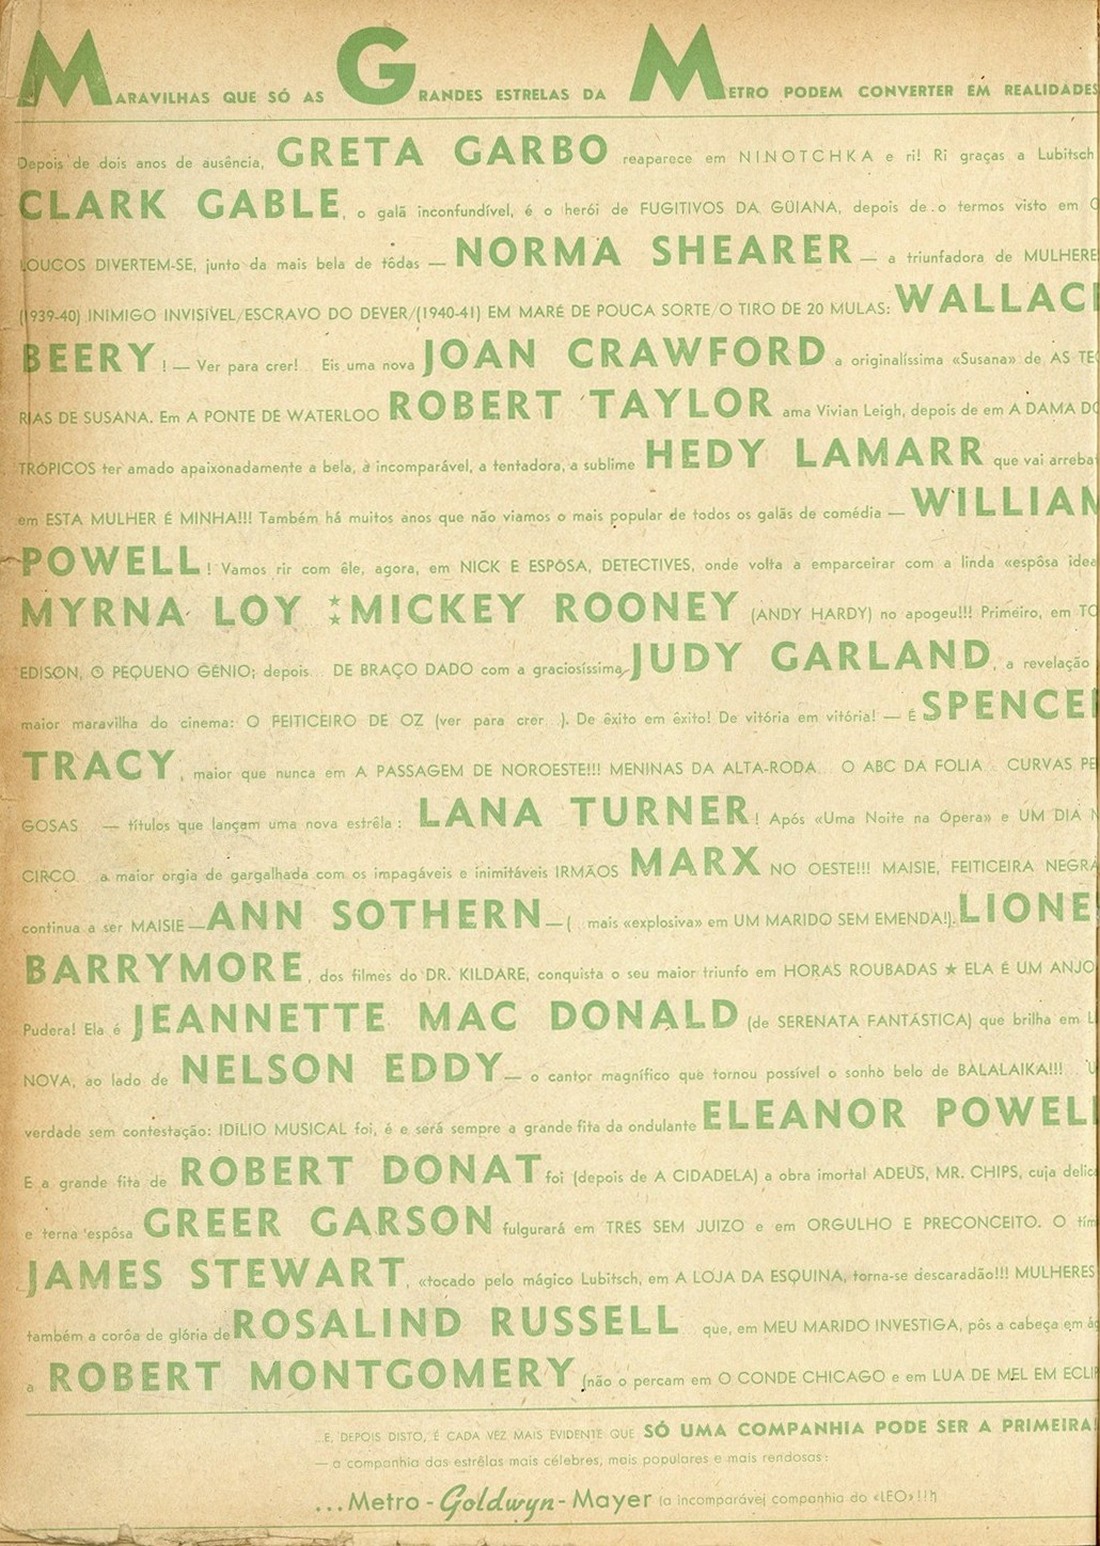 MARAVILHAS QUE SÓ AS GRANDES ESTRELAS DA METRO PODEM CONVERTER EM REALIDADES
Depois de dois anos de ausência, GRETA GARBO reaparece em NINOTCHKA e ri! Ri graças a Lubitsch
CLARK GABLE, o galã inconfundível, é o herói de FUGITIVOS DA GÜIANA, depois de o termos visto em
LOUCOS DIVERTEM-SE, junto da mais bela de tôdas — NORMA SHEARER — a triunfadora de MULHERE
(1939-40) INIMIGO INVISIVEL/ESCRAVO DO DEVER/(1940-41) EM MARÉ DE POUCA SORTE/O TIRO DE 20 MULAS: WALLAC
BEERY! — Ver para crer!.. Eis uma nova JOAN CRAWFORD a originalíssima «Susana» de AS TEO
RIAS DE SUSANA. Em A PONTE DE WATERLOO ROBERT TAYLOR ama Vivian Leigh, depois de em A DAMA DO
TRÓPICOS ter amado apaixonadamente a bela, a incomparável, a tentadora, a sublime HEDY LAMARR que vai arreba
em ESTA MULHER É MINHA!!! Também há muitos anos que não viamos o mais popular de todos os galãs de comédia — WILLIAM
POWELL! Vamos rir com êle, agora, em NICK E ESPÔSA, DETECTIVES, onde volta a emparceirar com a linda «espôsa idea
MYRNA LOY ⁑ MICKEY ROONEY (ANDY HARDY) no apogeu!!! Primeiro, em TO
EDISON, O PEQUENO GÉNIO; depois... DE BRAÇO DADO com a graciosíssima JUDY GARLAND, a revelação
maior maravilha do cinema: O FEITICEIRO DE OZ (ver para crer...). De êxito em êxito! De vitória em vitória! — É SPENCE
TRACY, maior que nunca em A PASSAGEM DE NOROESTE!!! MENINAS DA ALTA-RODA... O ABC DA FOLIA... CURVAS PE
GOSAS... — títulos que lançam uma nova estrêla: LANA TURNER! Após «Uma Noite na Ópera» e UM DIA N
CIRCO... a maior orgia de gargalhada com os impagáveis e inimitáveis IRMÃOS MARX NO OESTE!!! MAISIE, FEITICEIRA NEGRA
continua a ser MAISIE — ANN SOTHERN — (... mais «explosiva» em UM MARIDO SEM EMENDA!). LIONE
BARRYMORE, dos filmes do DR. KILDARE, conquista o seu maior triunfo em HORAS ROUBADAS ★ ELA É UM ANJO
Pudera! Ela é JEANNETTE MAC DONALD (de SERENATA FANTÁSTICA) que brilha em L
NOVA, ao lado de NELSON EDDY — o cantor magnífico que tornou possível o sonho belo de BALALAIKA!!!
verdade sem contestação: IDILIO MUSICAL foi, é e será sempre a grande fita da ondulante ELEANOR POWEL
E a grande fita de ROBERT DONAT foi (depois de A CIDADELA) a obra imortal ADEUS, MR. CHIPS, cuja delic
e terna espôsa GREER GARSON fulgurará em TRES SEM JUIZO e em ORGULHO E PRECONCEITO. O tím
JAMES STEWART, «tocado pelo mágico Lubitsch, em A LOJA DA ESQUINA, torna-se descaradão!!! MULHERES
também a corôa de glória de ROSALIND RUSSELL que, em MEU MARIDO INVESTIGA, pôs a cabeça em ág
a ROBERT MONTGOMERY (não o percam em O CONDE CHICAGO e em LUA DE MEL EM ECLIP
...E, DEPOIS DISTO, É CADA VEZ MAIS EVIDENTE QUE SÓ UMA COMPANHIA PODE SER A PRIMEIRA!
— a companhia das estrêlas mais célebres, mais populares e mais rendosas:
...Metro-Goldwyn-Mayer (a incomparável companhia do «LEO»!!!)